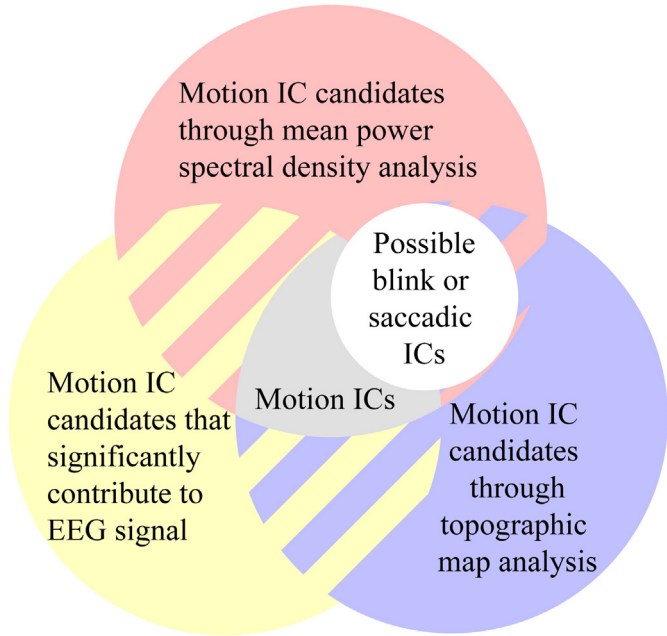 Motion IC candidates
through mean power
spectral density analysis
Possible
blink or
saccadic
ICs
Motion ICs
Motion IC
candidates that
significantly
contribute to
EEG signal
Motion IC
candidates
through
topographic
map analysis